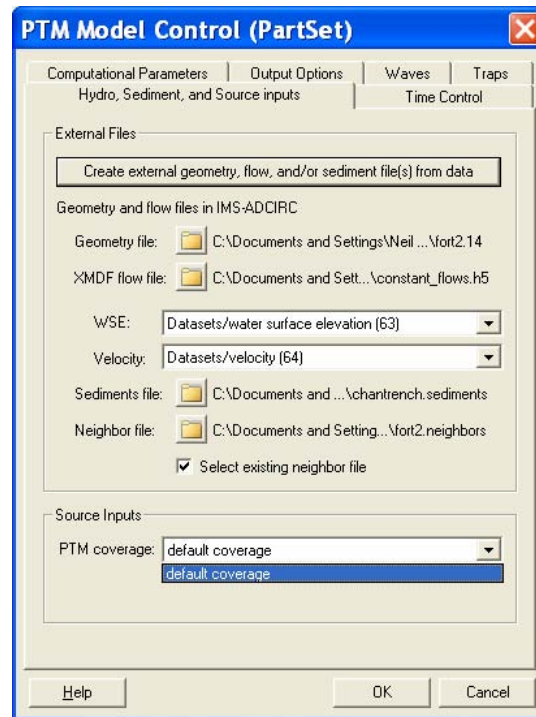 PTM Model Control (PartSet)
Computational Parameters Output Options Waves Traps
Hydro, Sediment, and Source inputs Time Control
External Files
Create external geometry, flow, and/or sediment file(s) from data
Geometry and flow files in IMS-ADCIRC
Geometry file: C:\Documents and Settings\Neil ...\fort2.14
XMDF flow file: C:\Documents and Sett...\constant_flows.h5
WSE: Datasets/water surface elevation (63)
Velocity: Datasets/velocity (64)
Sediments file: C:\Documents and ...\chantrench.sediments
Neighbor file: C:\Documents and Setting...\fort2.neighbors
Select existing neighbor file
Source Inputs
PTM coverage: default coverage
default coverage
Help OK Cancel